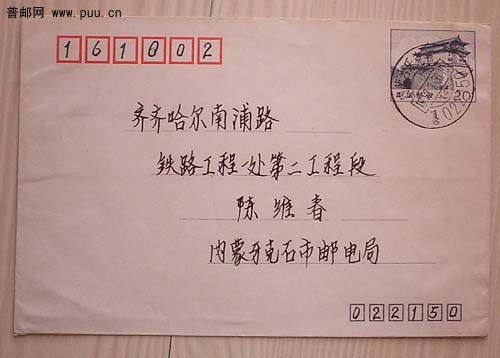 普邮网 www.puu.cn
161002
齐齐哈尔南浦路
铁路工程一处第二工程段
陈维春
内蒙牙克石市邮电局
022150